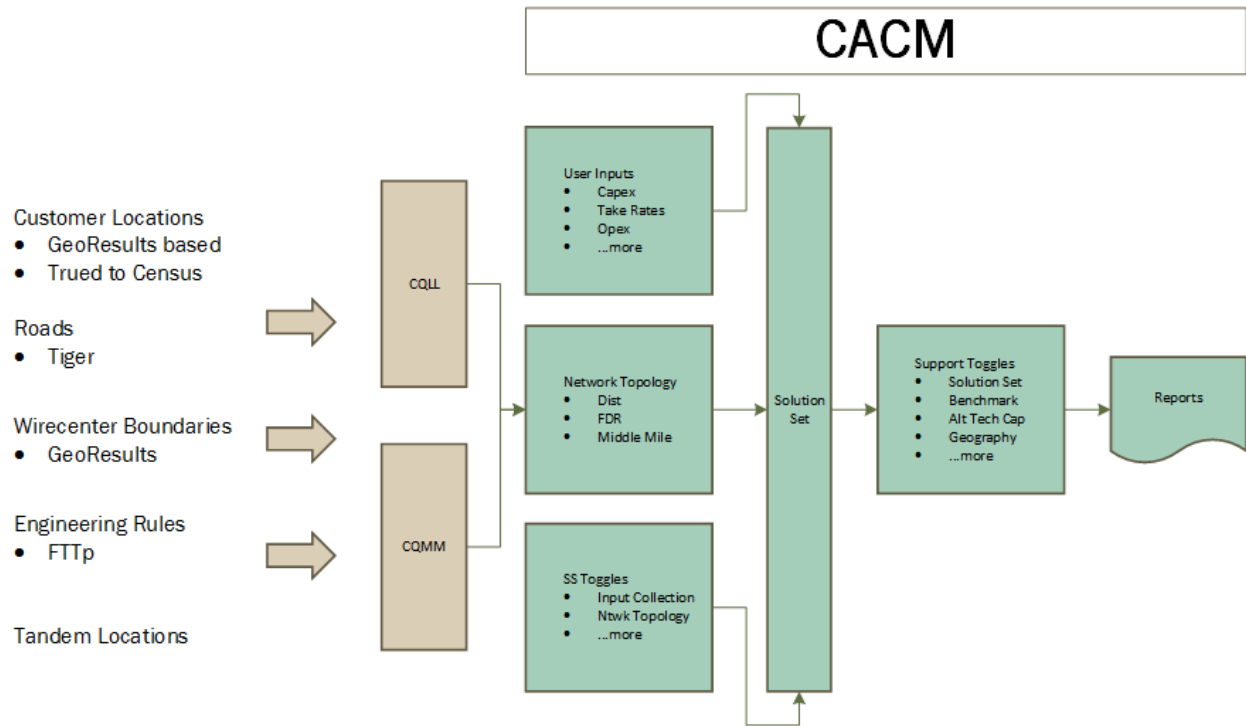 CACM
Customer Locations
• GeoResults based
• Trued to Census
Roads
• Tiger
Wirecenter Boundaries
• GeoResults
Engineering Rules
• FTTp
Tandem Locations
CQLL
CQMM
User Inputs
• Capex
• Take Rates
• Opex
• ...more
Network Topology
• Dist
• FDR
• Middle Mile
SS Toggles
• Input Collection
• Ntwk Topology
• ...more
Solution
Set
Support Toggles
• Solution Set
• Benchmark
• Alt Tech Cap
• Geography
• ...more
Reports